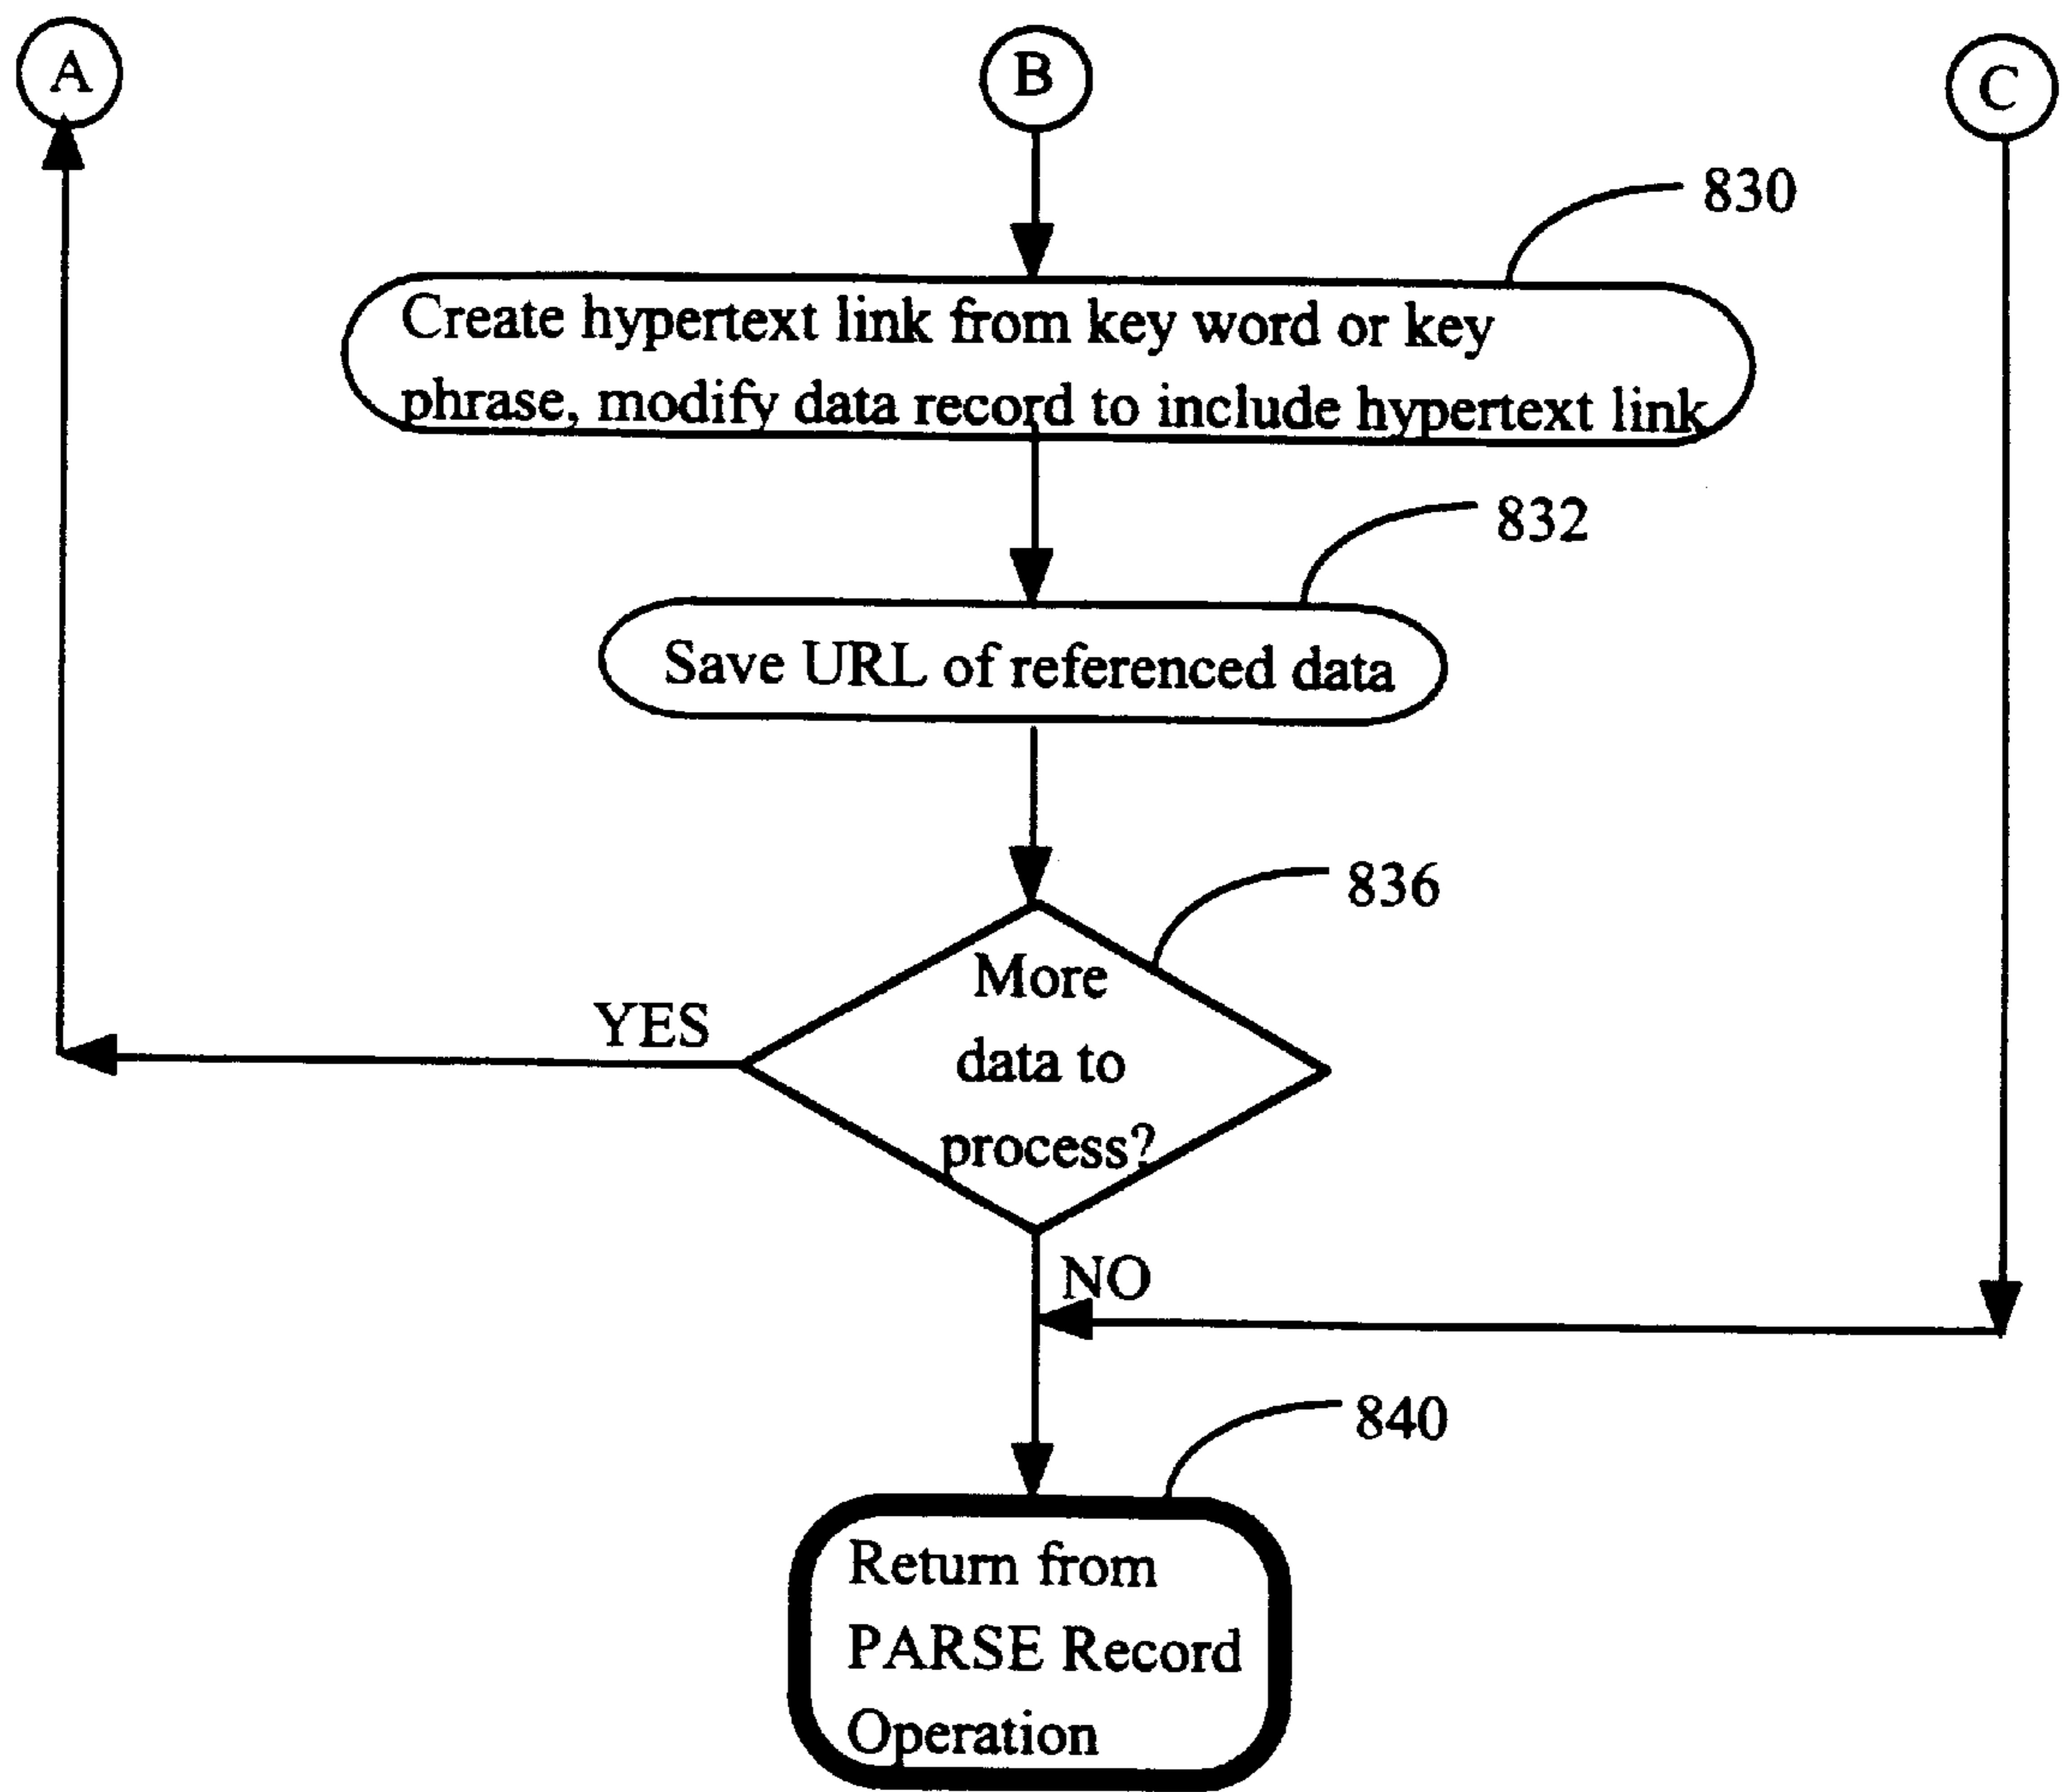 A
B
C
830
Create hypertext link from key word or key
phrase, modify data record to include hypertext link
832
Save URL of referenced data
836
More
data to
process?
YES
NO
840
Return from
PARSE Record
Operation